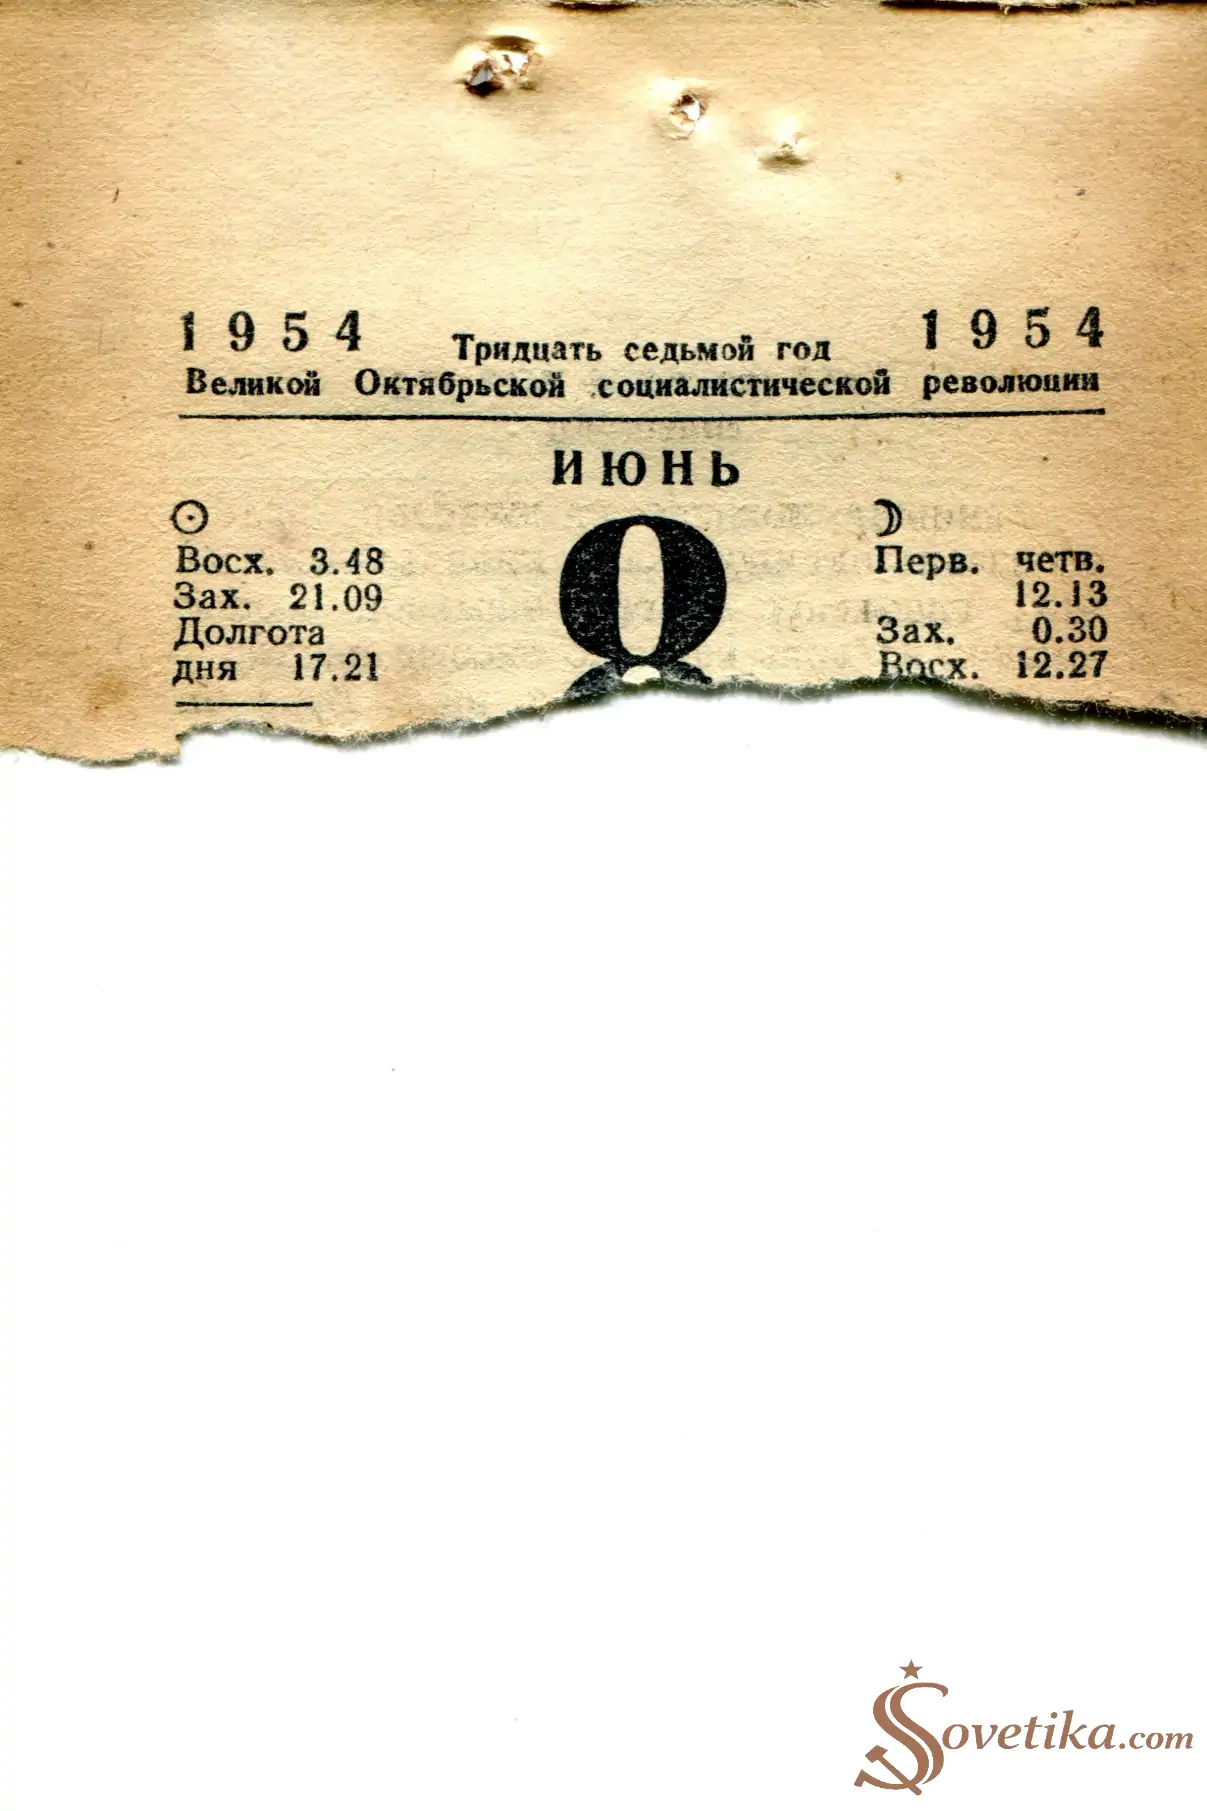 1954 Тридцать седьмой год 1954
Великой Октябрьской социалистической революции
ИЮНЬ
8
Восх. 3.48
Зах. 21.09
Долгота
дня 17.21
Перв. четв.
12.13
Зах. 0.30
Восх. 12.27
Sovetika.com